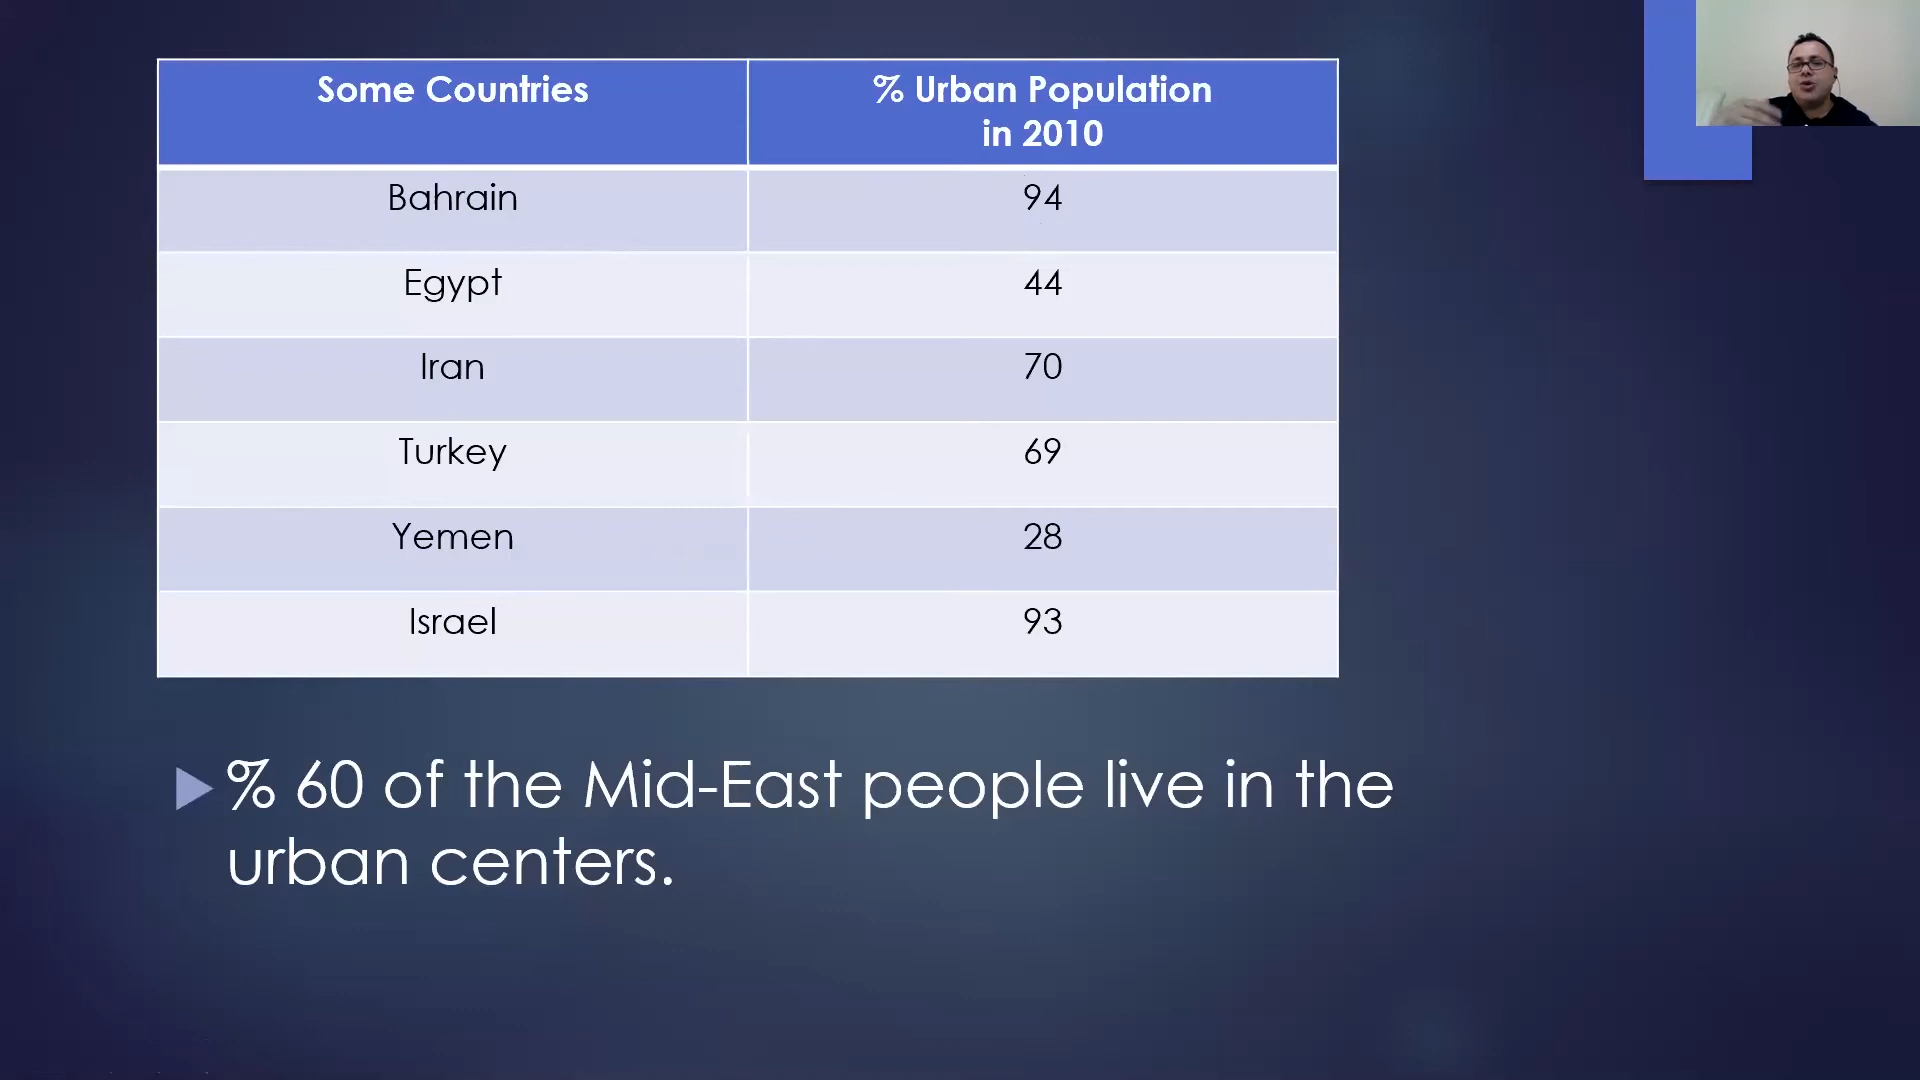 Some Countries
% Urban Population
in 2010
Bahrain
94
Egypt
44
Iran
70
Turkey
69
Yemen
28
Israel
93
% 60 of the Mid-East people live in the
urban centers.